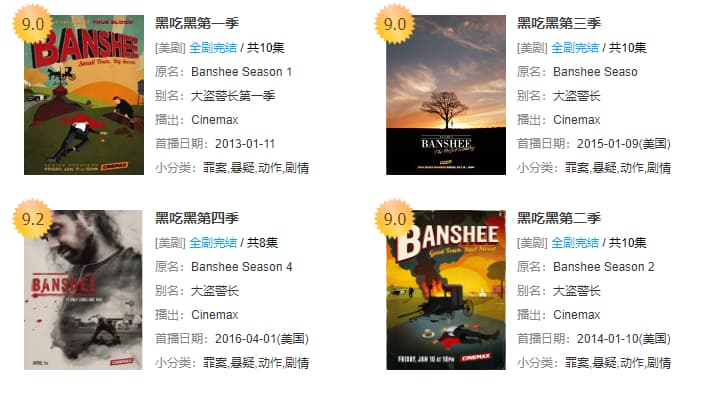 9.0
TRUE BLOOD
BANSHEE
Small Town. Big Secrets.
FRIDAY, JAN 11 at 10PM CINEMAX
黑吃黑第一季
[美剧] 全剧完结 / 共10集
原名：Banshee Season 1
别名：大盗警长第一季
播出：Cinemax
首播日期：2013-01-11
小分类：罪案,悬疑,动作,剧情
9.0
BANSHEE
黑吃黑第三季
[美剧] 全剧完结 / 共10集
原名：Banshee Seaso
别名：大盗警长
播出：Cinemax
首播日期：2015-01-09(美国)
小分类：罪案,悬疑,动作,剧情
9.2
BANSHEE
APRIL 1
CINEMAX
黑吃黑第四季
[美剧] 全剧完结 / 共8集
原名：Banshee Season 4
别名：大盗警长
播出：Cinemax
首播日期：2016-04-01(美国)
小分类：罪案,悬疑,动作,剧情
9.0
BANSHEE
FRIDAY, JAN 10 at 10PM CINEMAX
黑吃黑第二季
[美剧] 全剧完结 / 共10集
原名：Banshee Season 2
别名：大盗警长
播出：Cinemax
首播日期：2014-01-10(美国)
小分类：罪案,悬疑,动作,剧情